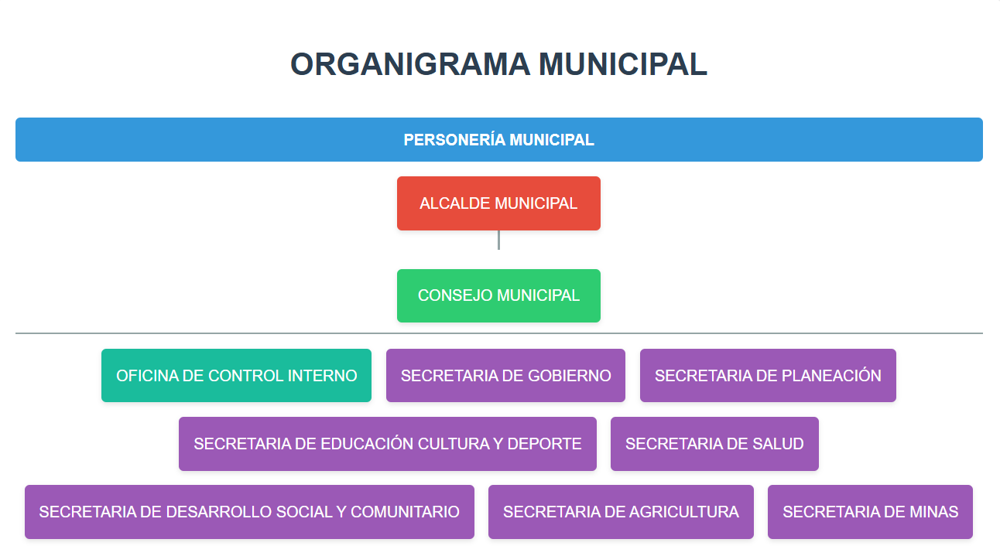 ORGANIGRAMA MUNICIPAL
PERSONERÍA MUNICIPAL
ALCALDE MUNICIPAL
CONSEJO MUNICIPAL
OFICINA DE CONTROL INTERNO
SECRETARIA DE GOBIERNO
SECRETARIA DE PLANEACIÓN
SECRETARIA DE EDUCACIÓN CULTURA Y DEPORTE
SECRETARIA DE SALUD
SECRETARIA DE DESARROLLO SOCIAL Y COMUNITARIO
SECRETARIA DE AGRICULTURA
SECRETARIA DE MINAS